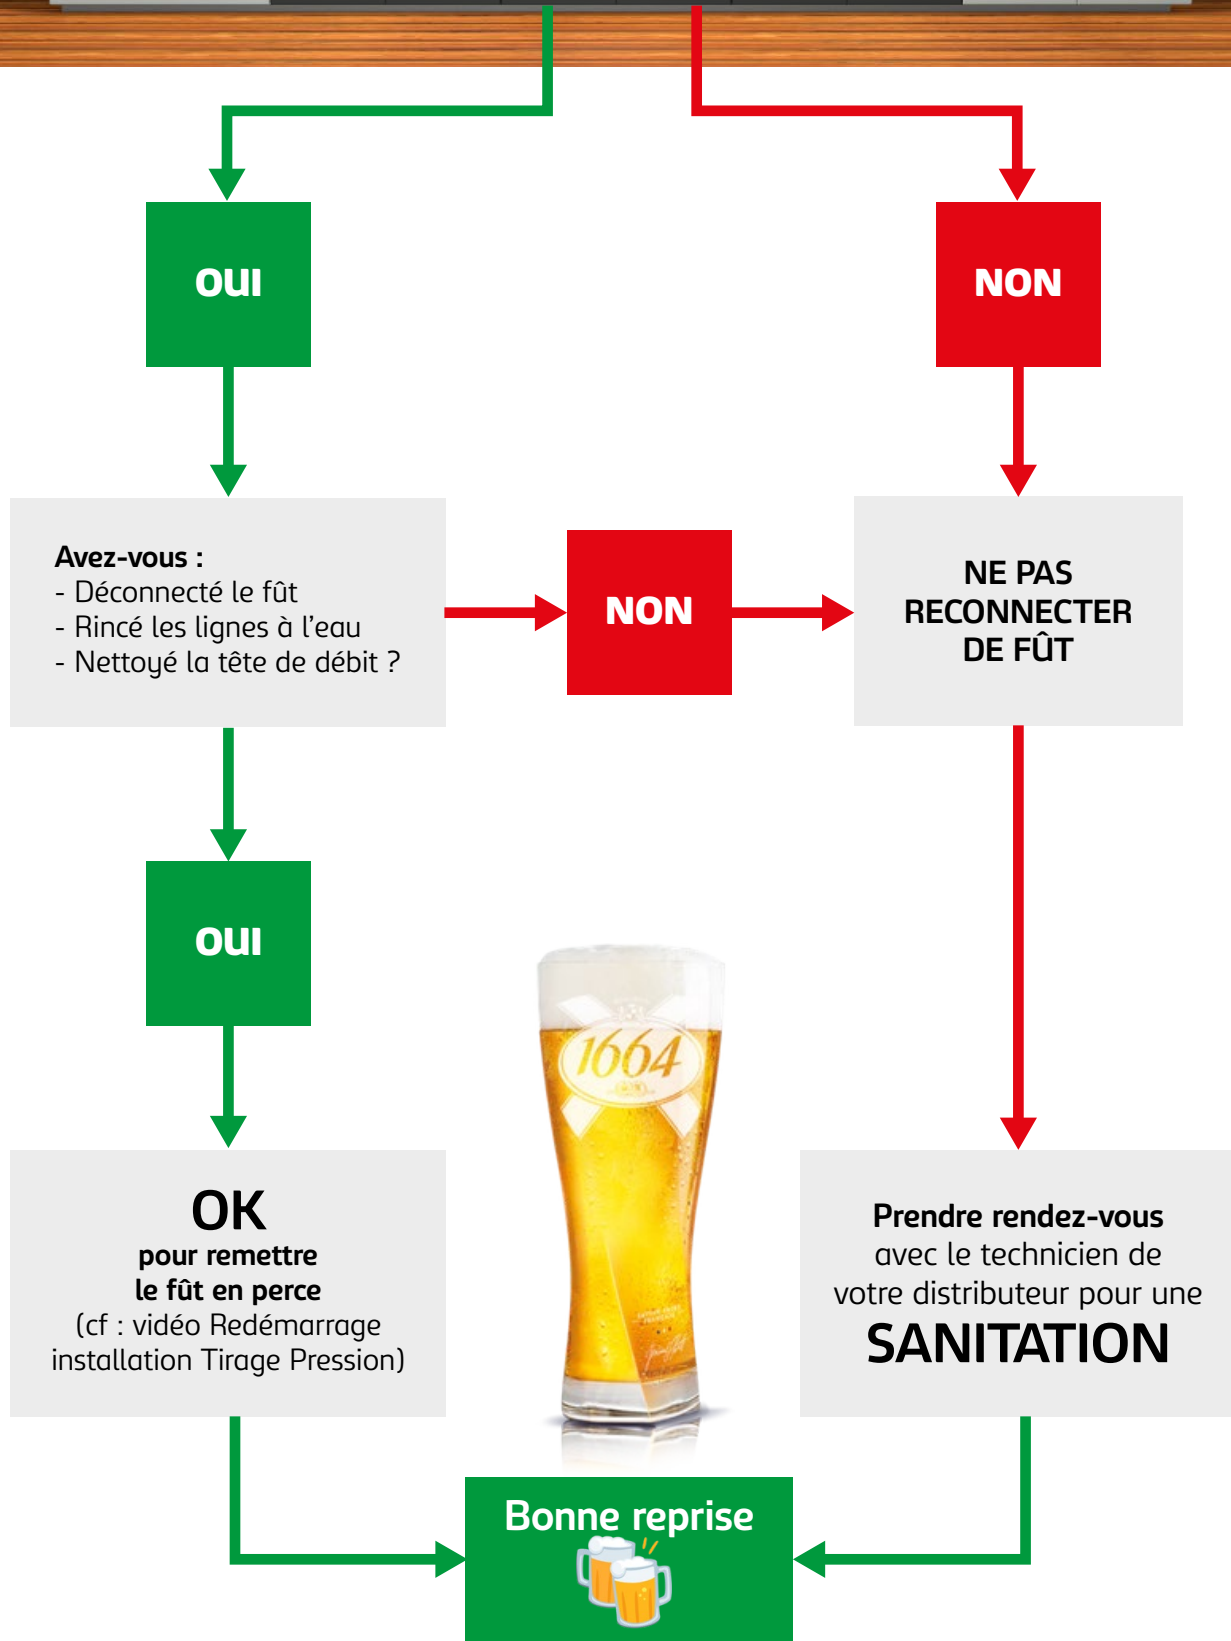 OUI
NON
Avez-vous :
- Déconnecté le fût
- Rincé les lignes à l'eau
- Nettoyé la tête de débit ?
NON
NE PAS
RECONNECTER
DE FÛT
OUI
1664
OK
pour remettre
le fût en perce
(cf : vidéo Redémarrage
installation Tirage Pression)
Prendre rendez-vous
avec le technicien de
votre distributeur pour une
SANITATION
Bonne reprise